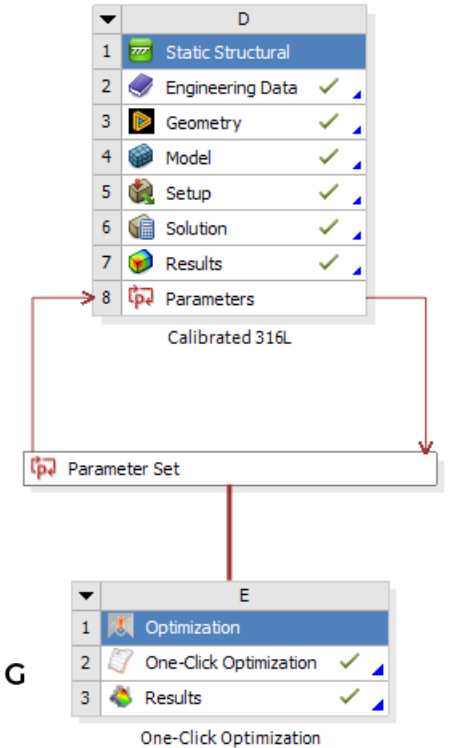 D
1 Static Structural
2 Engineering Data
3 Geometry
4 Model
5 Setup
6 Solution
7 Results
8 Parameters
Calibrated 316L
Parameter Set
E
1 Optimization
2 One-Click Optimization
G
3 Results
One-Click Optimization